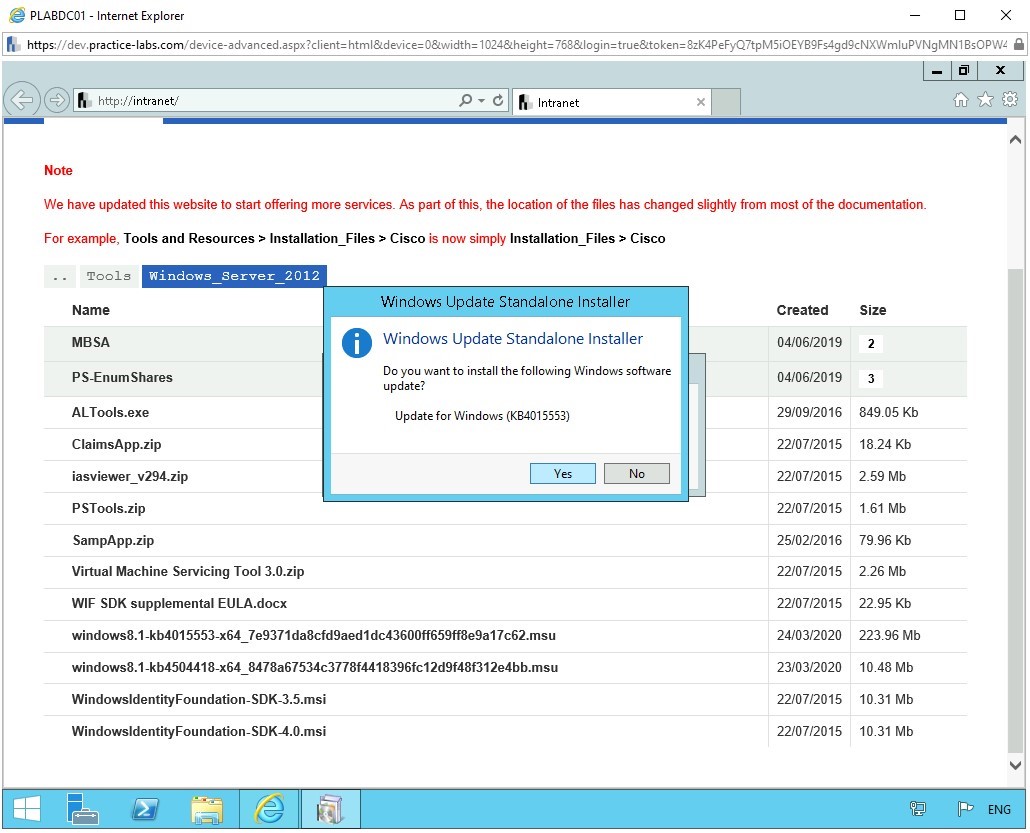 PLABDC01 - Internet Explorer
https://dev.practice-labs.com/device-advanced.aspx?client=html&device=0&width=1024&height=768&login=true&token=8zK4PeFyQ7tpM5iOEYB9Fs4gd9cNXWmIuPVNgMN1BsOPW4
http://intranet/
Intranet
Note
We have updated this website to start offering more services. As part of this, the location of the files has changed slightly from most of the documentation.
For example, Tools and Resources > Installation_Files > Cisco is now simply Installation_Files > Cisco
.. Tools Windows_Server_2012
Name Created Size
MBSA 04/06/2019 2
PS-EnumShares 04/06/2019 3
ALTools.exe 29/09/2016 849.05 Kb
ClaimsApp.zip 22/07/2015 18.24 Kb
iasviewer_v294.zip 22/07/2015 2.59 Mb
PSTools.zip 22/07/2015 1.61 Mb
SampApp.zip 25/02/2016 79.96 Kb
Virtual Machine Servicing Tool 3.0.zip 22/07/2015 2.26 Mb
WIF SDK supplemental EULA.docx 22/07/2015 22.95 Kb
windows8.1-kb4015553-x64_7e9371da8cfd9aed1dc43600ff659ff8e9a17c62.msu 24/03/2020 223.96 Mb
windows8.1-kb4504418-x64_8478a67534c3778f4418396fc12d9f48f312e4bb.msu 23/03/2020 10.48 Mb
WindowsIdentityFoundation-SDK-3.5.msi 22/07/2015 10.31 Mb
WindowsIdentityFoundation-SDK-4.0.msi 22/07/2015 10.31 Mb
Windows Update Standalone Installer
Windows Update Standalone Installer
Do you want to install the following Windows software
update?
Update for Windows (KB4015553)
Yes No
ENG